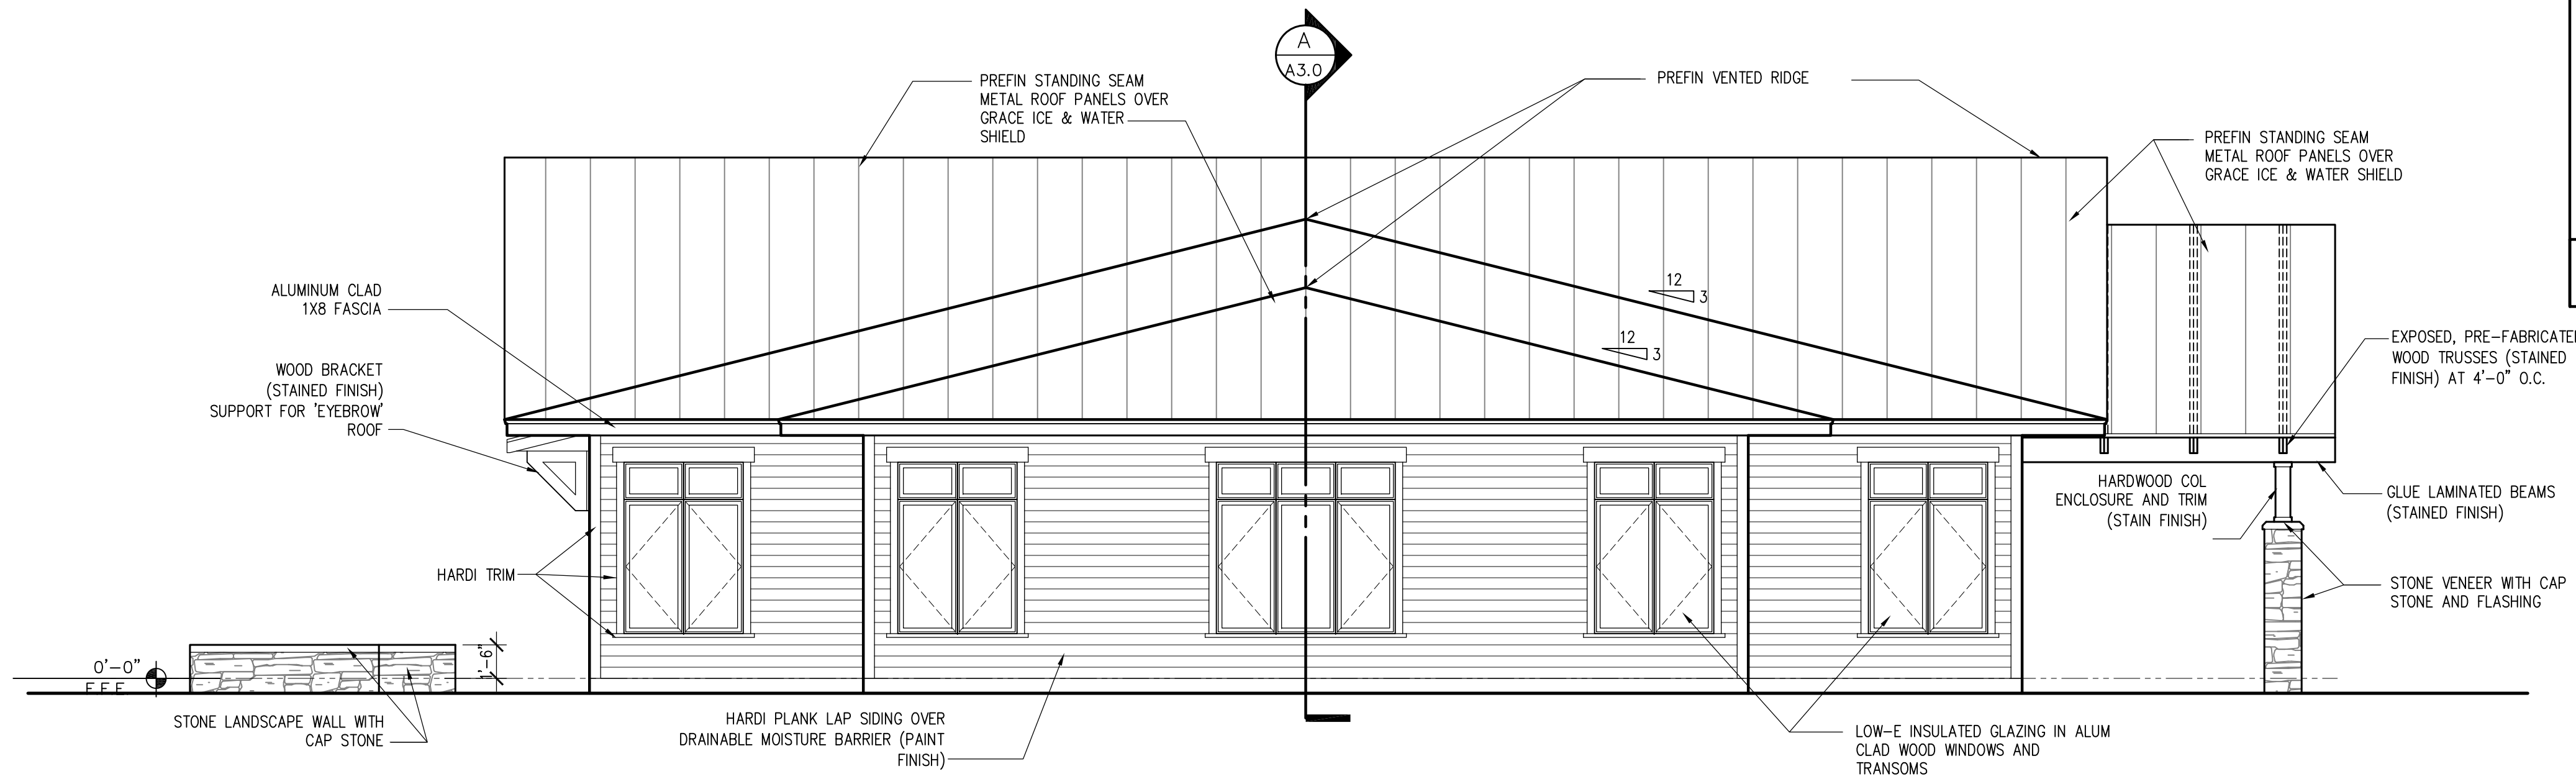 A
A3.0
PREFIN STANDING SEAM
METAL ROOF PANELS OVER
GRACE ICE & WATER
SHIELD
PREFIN VENTED RIDGE
PREFIN STANDING SEAM
METAL ROOF PANELS OVER
GRACE ICE & WATER SHIELD
12
3
12
3
ALUMINUM CLAD
1X8 FASCIA
WOOD BRACKET
(STAINED FINISH)
SUPPORT FOR 'EYEBROW'
ROOF
EXPOSED, PRE-FABRICATE
WOOD TRUSSES (STAINED
FINISH) AT 4'-0" O.C.
HARDWOOD COL
ENCLOSURE AND TRIM
(STAIN FINISH)
GLUE LAMINATED BEAMS
(STAINED FINISH)
HARDI TRIM
STONE VENEER WITH CAP
STONE AND FLASHING
0'-0"
F.F.E.
1'-6"
STONE LANDSCAPE WALL WITH
CAP STONE
HARDI PLANK LAP SIDING OVER
DRAINABLE MOISTURE BARRIER (PAINT
FINISH)
LOW-E INSULATED GLAZING IN ALUM
CLAD WOOD WINDOWS AND
TRANSOMS